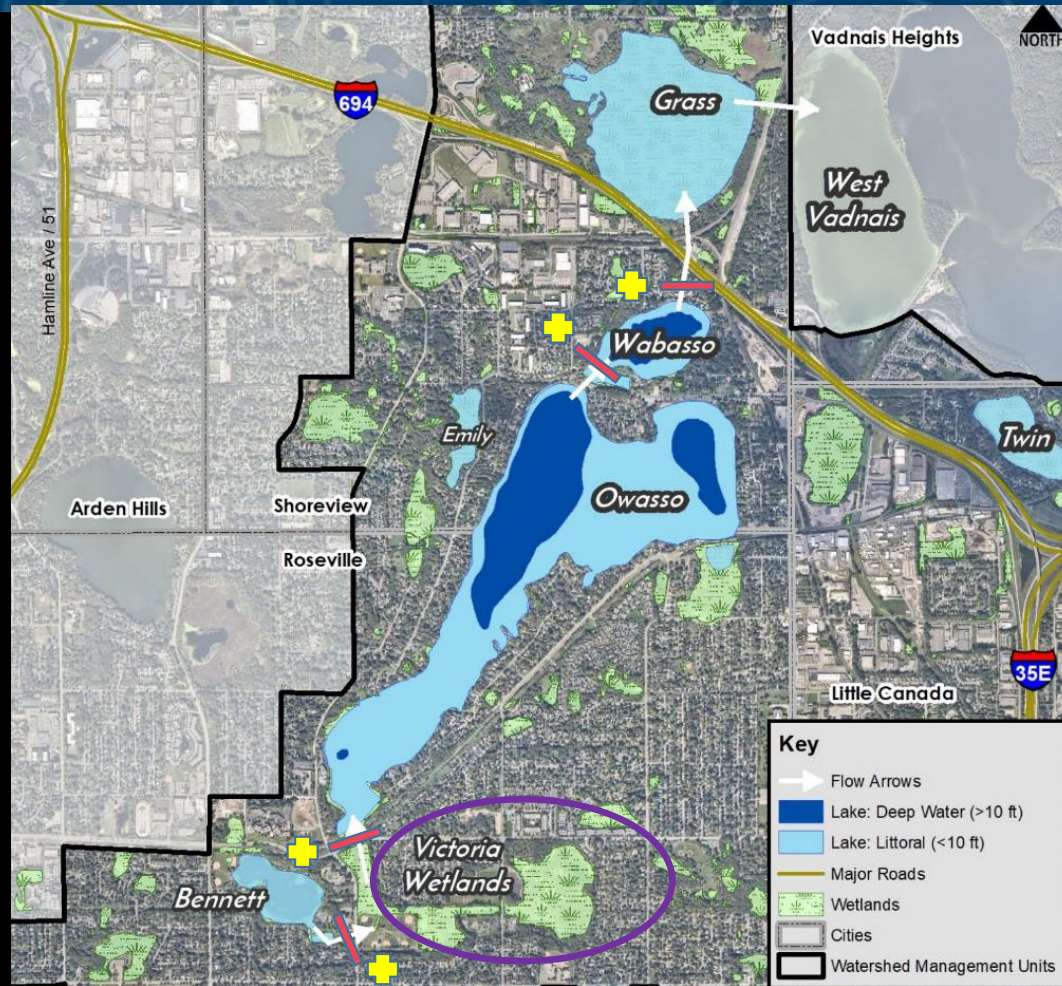 Vadnais Heights
NORTH
694
Grass
West
Vadnais
Hamline Ave / 51
Wabasso
Emily
Twin
Owasso
Arden Hills
Shoreview
Roseville
35E
Little Canada
Victoria
Wetlands
Bennett
Key
Flow Arrows
Lake: Deep Water (>10 ft)
Lake: Littoral (<10 ft)
Major Roads
Wetlands
Cities
Watershed Management Units